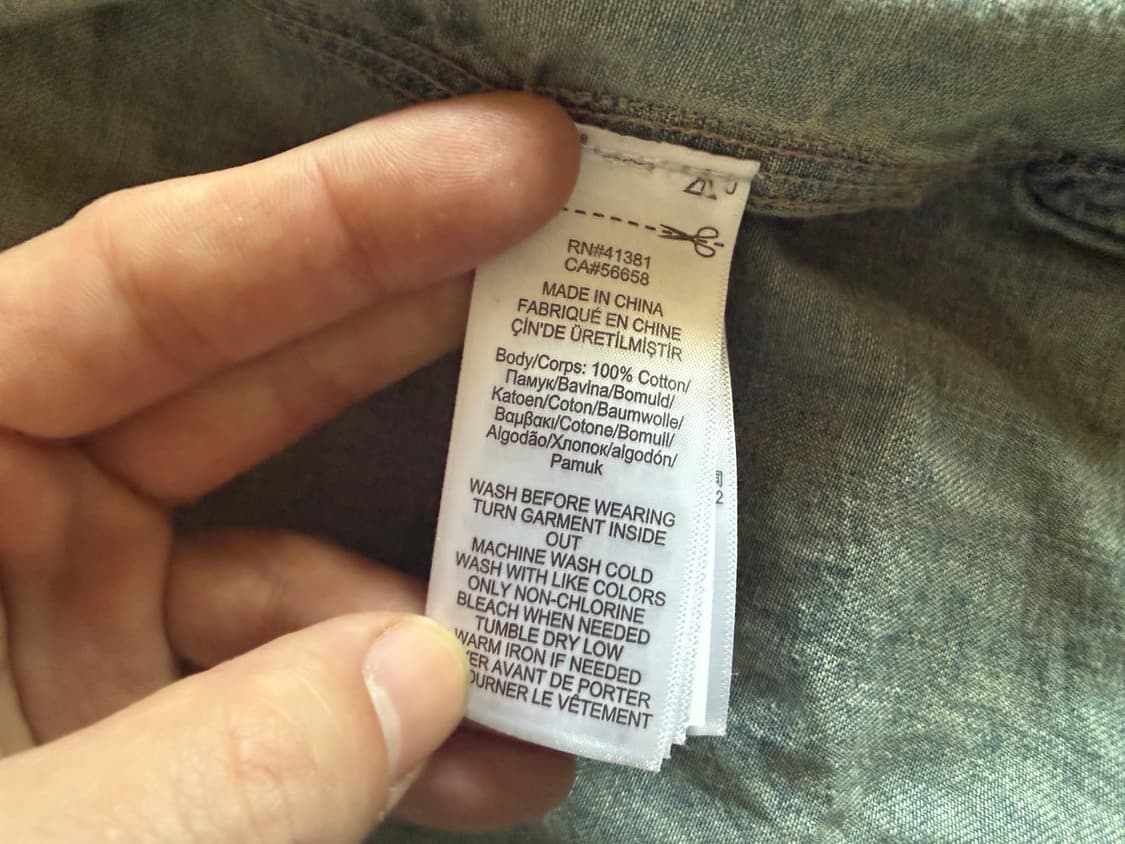 RN#41381
CA#56658
MADE IN CHINA
FABRIQUÉ EN CHINE
ÇİN'DE ÜRETİLMİŞTİR
Body/Corps: 100% Cotton/
Памук/Bavlna/Bomuld/
Katoen/Coton/Baumwolle/
Βαμβακι/Cotone/Bomull/
Algodão/Хлопок/algodón/
Pamuk
WASH BEFORE WEARING
TURN GARMENT INSIDE
OUT
MACHINE WASH COLD
WASH WITH LIKE COLORS
ONLY NON-CHLORINE
BLEACH WHEN NEEDED
TUMBLE DRY LOW
WARM IRON IF NEEDED
AVANT DE PORTER
LE VÊTEMENT
2